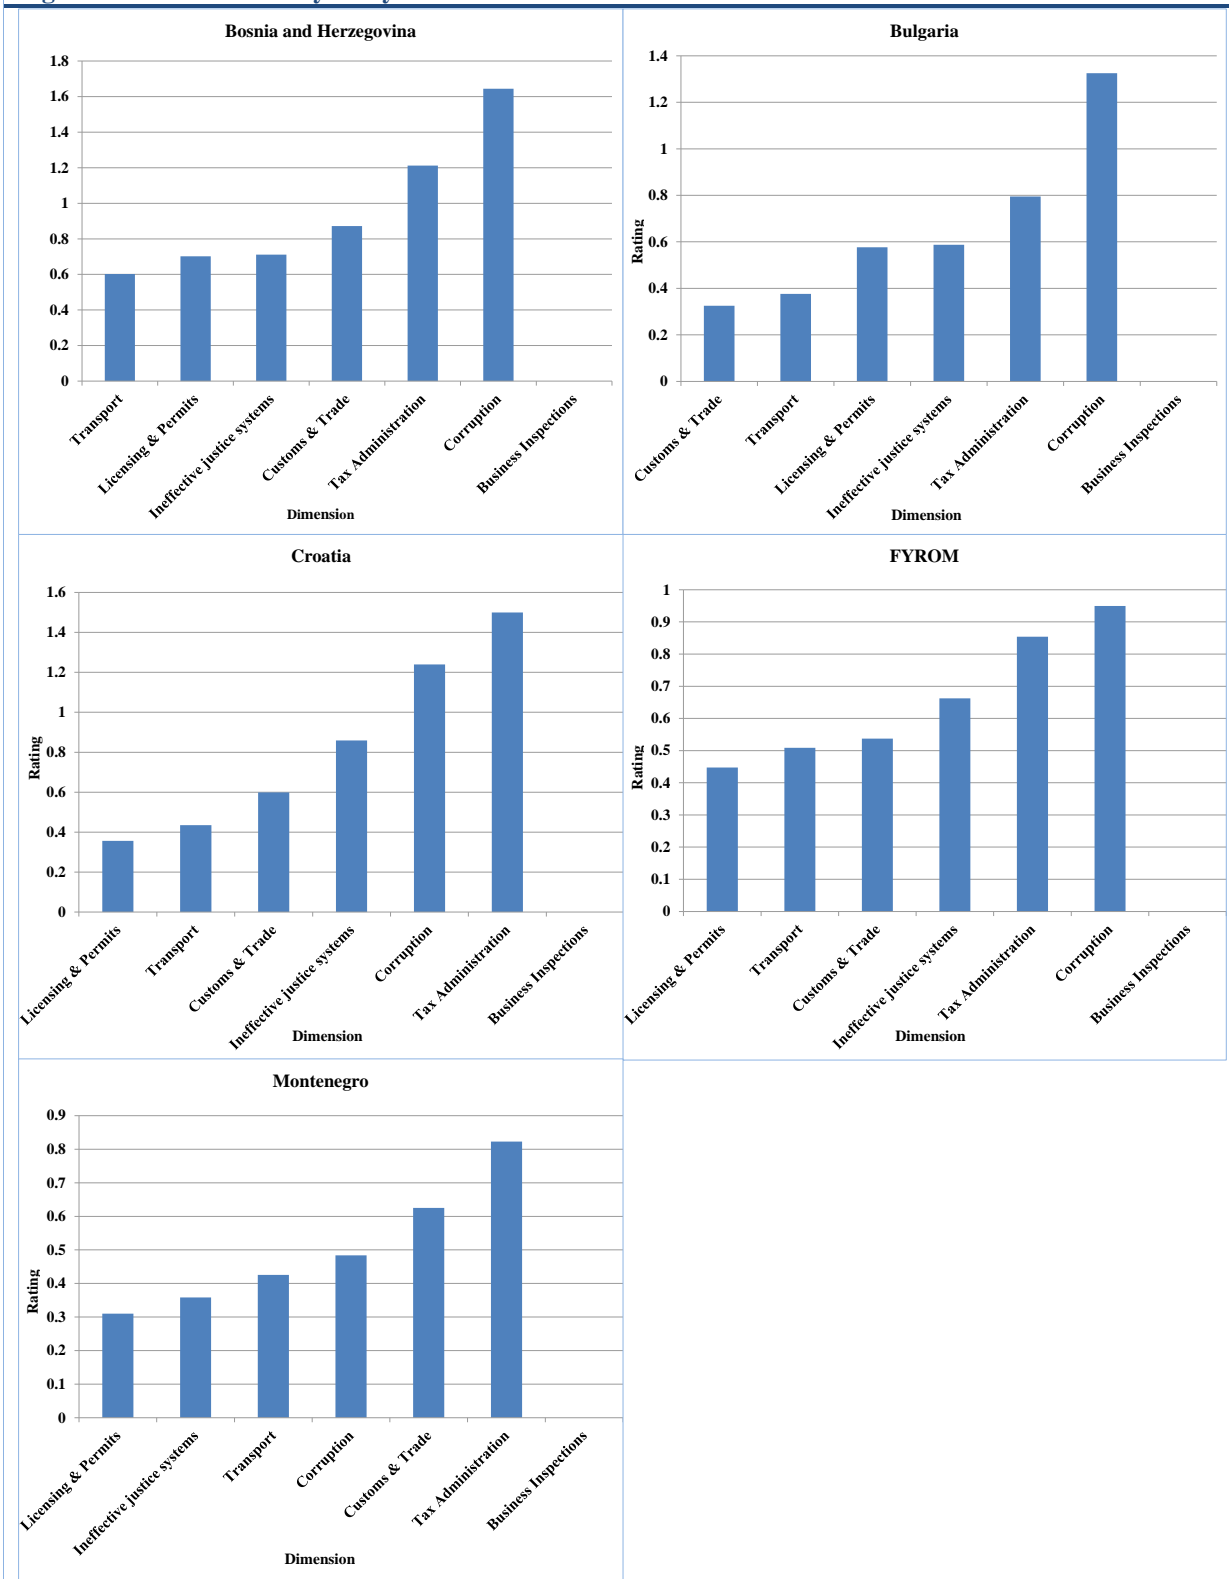 Bosnia and Herzegovina
1.8
1.6
1.4
1.2
1
0.8
0.6
0.4
0.2
0
Transport
Licensing & Permits
Ineffective justice systems
Customs & Trade
Tax Administration
Corruption
Business Inspections
Dimension
Bulgaria
Rating
1.4
1.2
1
0.8
0.6
0.4
0.2
0
Customs & Trade
Transport
Licensing & Permits
Ineffective justice systems
Tax Administration
Corruption
Business Inspections
Dimension
Croatia
Rating
1.6
1.4
1.2
1
0.8
0.6
0.4
0.2
0
Licensing & Permits
Transport
Customs & Trade
Ineffective justice systems
Corruption
Tax Administration
Business Inspections
Dimension
FYROM
Rating
1
0.9
0.8
0.7
0.6
0.5
0.4
0.3
0.2
0.1
0
Licensing & Permits
Transport
Customs & Trade
Ineffective justice systems
Tax Administration
Corruption
Business Inspections
Dimension
Montenegro
Rating
0.9
0.8
0.7
0.6
0.5
0.4
0.3
0.2
0.1
0
Licensing & Permits
Ineffective justice systems
Transport
Corruption
Customs & Trade
Tax Administration
Business Inspections
Dimension